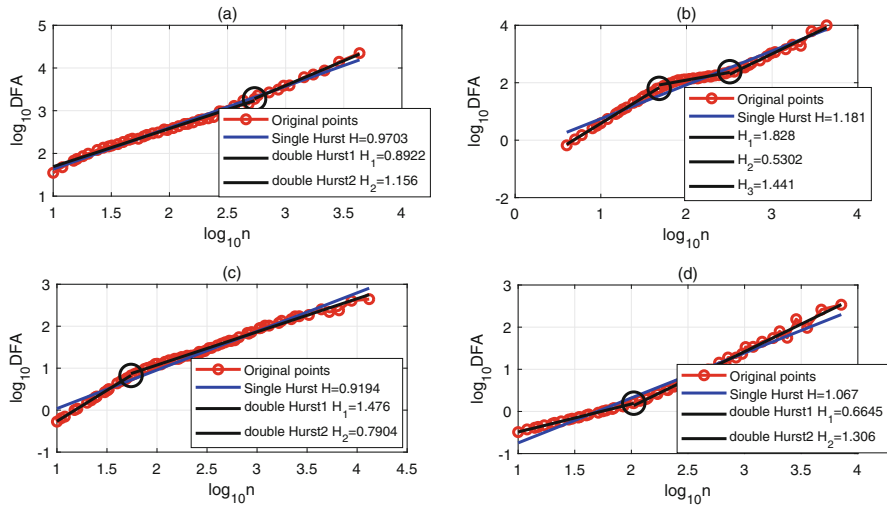 (a)
5
4
3
2
1
log10DFA
1 1.5 2 2.5 3 3.5 4
log10n
Original points
Single Hurst H=0.9703
double Hurst1 H1=0.8922
double Hurst2 H2=1.156
(b)
4
2
0
-2
log10DFA
0 1 2 3 4
log10n
Original points
Single Hurst H=1.181
H1=1.828
H2=0.5302
H3=1.441
(c)
3
2
1
0
-1
log10DFA
1 1.5 2 2.5 3 3.5 4 4.5
log10n
Original points
Single Hurst H=0.9194
double Hurst1 H1=1.476
double Hurst2 H2=0.7904
(d)
3
2
1
0
-1
log10DFA
1 1.5 2 2.5 3 3.5 4
log10n
Original points
Single Hurst H=1.067
double Hurst1 H1=0.6645
double Hurst2 H2=1.306